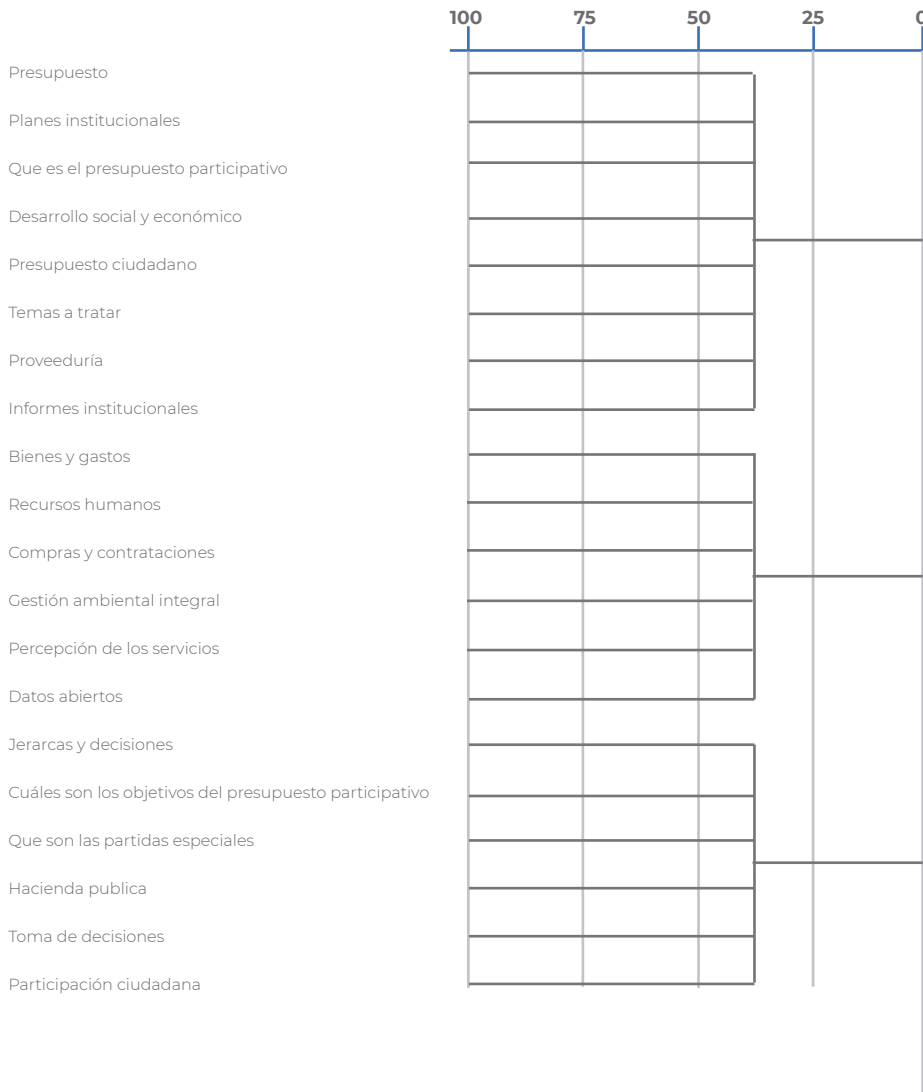 100 75 50 25 0
Presupuesto
Planes institucionales
Que es el presupuesto participativo
Desarrollo social y económico
Presupuesto ciudadano
Temas a tratar
Proveeduría
Informes institucionales
Bienes y gastos
Recursos humanos
Compras y contrataciones
Gestión ambiental integral
Percepción de los servicios
Datos abiertos
Jerarcas y decisiones
Cuáles son los objetivos del presupuesto participativo
Que son las partidas especiales
Hacienda publica
Toma de decisiones
Participación ciudadana